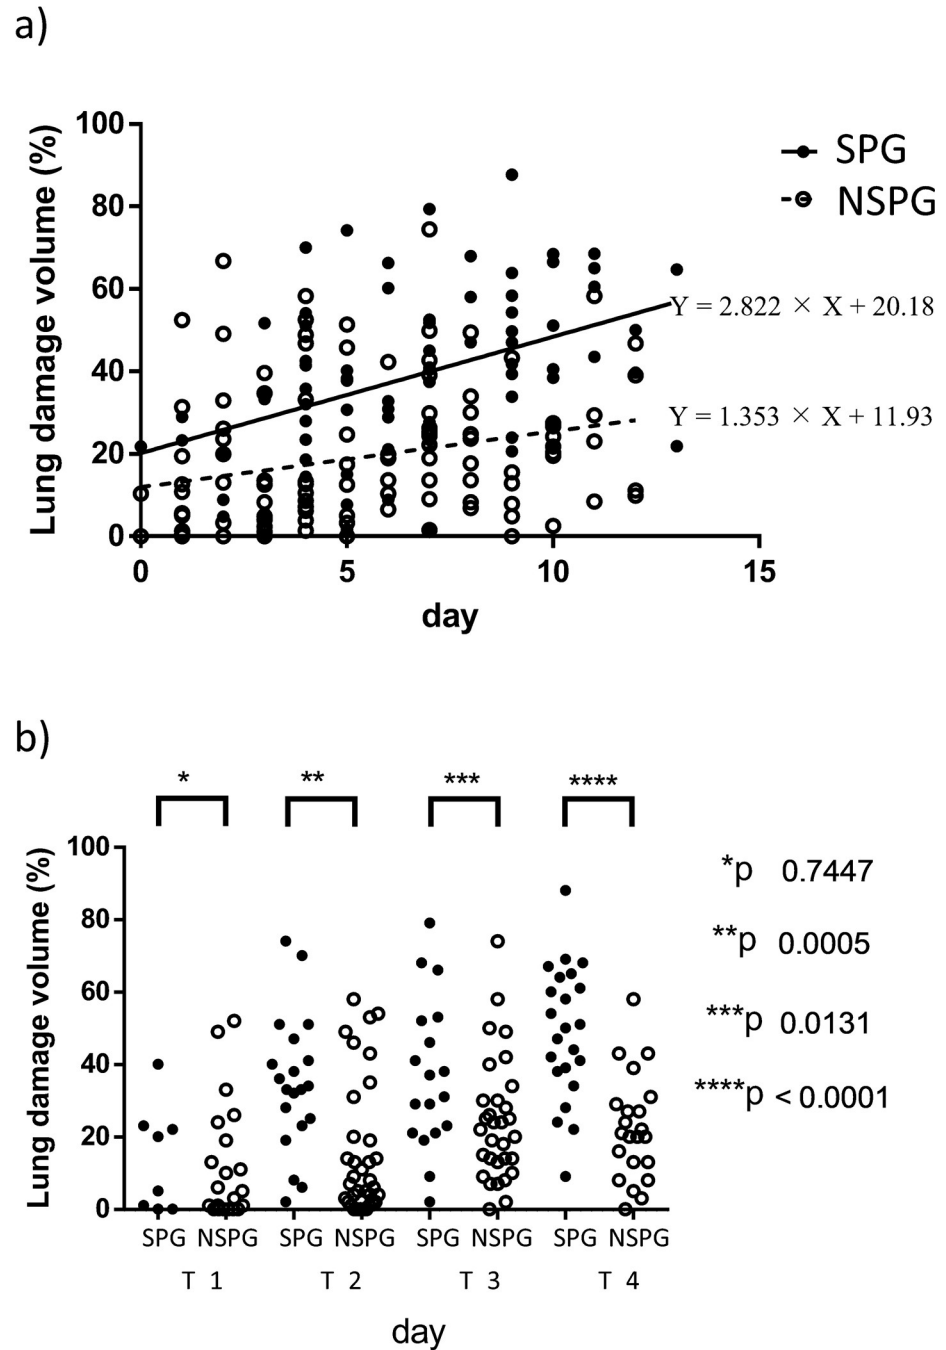 a)
100
80
60
40
20
0
Lung damage volume (%)
0 5 10 15
day
SPG
NSPG
Y = 2.822 × X + 20.18
Y = 1.353 × X + 11.93
b)
* ** *** ****
100
80
60
40
20
0
Lung damage volume (%)
SPG NSPG SPG NSPG SPG NSPG SPG NSPG
T 1 T 2 T 3 T 4
day
*p 0.7447
**p 0.0005
***p 0.0131
****p < 0.0001